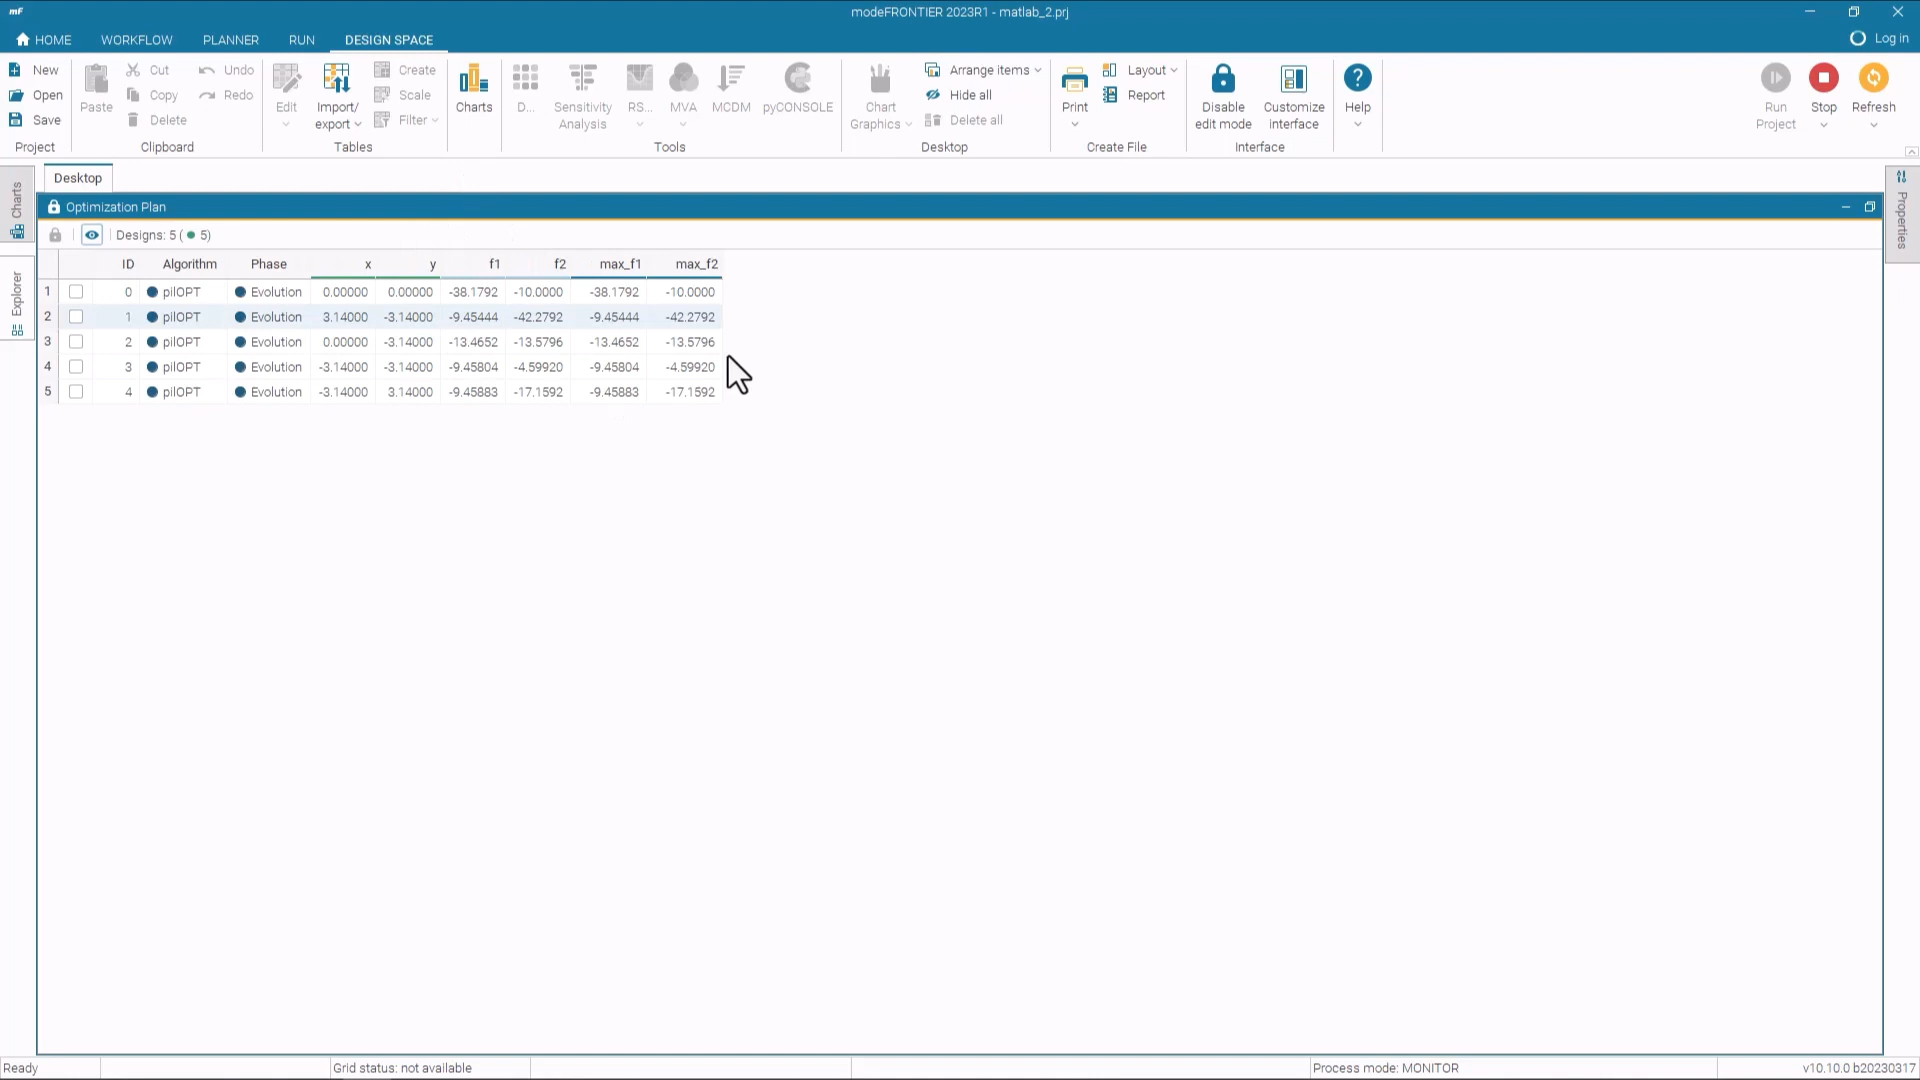 mF
modeFRONTIER 2023R1 - matlab_2.prj
HOME WORKFLOW PLANNER RUN DESIGN SPACE Log in
New Cut Undo Create Arrange items Layout
Open Copy Redo Scale Hide all Report
Save Delete Filter Delete all
Paste Edit Import/ export Charts D... Sensitivity Analysis RS... MVA MCDM pyCONSOLE Chart Graphics Print Disable edit mode Customize interface Help Run Project Stop Refresh
Project Clipboard Tables Tools Desktop Create File Interface
Desktop
Charts
Explorer
Properties
Optimization Plan
Designs: 5 ( 5)
ID Algorithm Phase x y f1 f2 max_f1 max_f2
1 0 pilOPT Evolution 0.00000 0.00000 -38.1792 -10.0000 -38.1792 -10.0000
2 1 pilOPT Evolution 3.14000 -3.14000 -9.45444 -42.2792 -9.45444 -42.2792
3 2 pilOPT Evolution 0.00000 -3.14000 -13.4652 -13.5796 -13.4652 -13.5796
4 3 pilOPT Evolution -3.14000 -3.14000 -9.45804 -4.59920 -9.45804 -4.59920
5 4 pilOPT Evolution -3.14000 3.14000 -9.45883 -17.1592 -9.45883 -17.1592
Ready Grid status: not available Process mode: MONITOR v10.10.0 b20230317